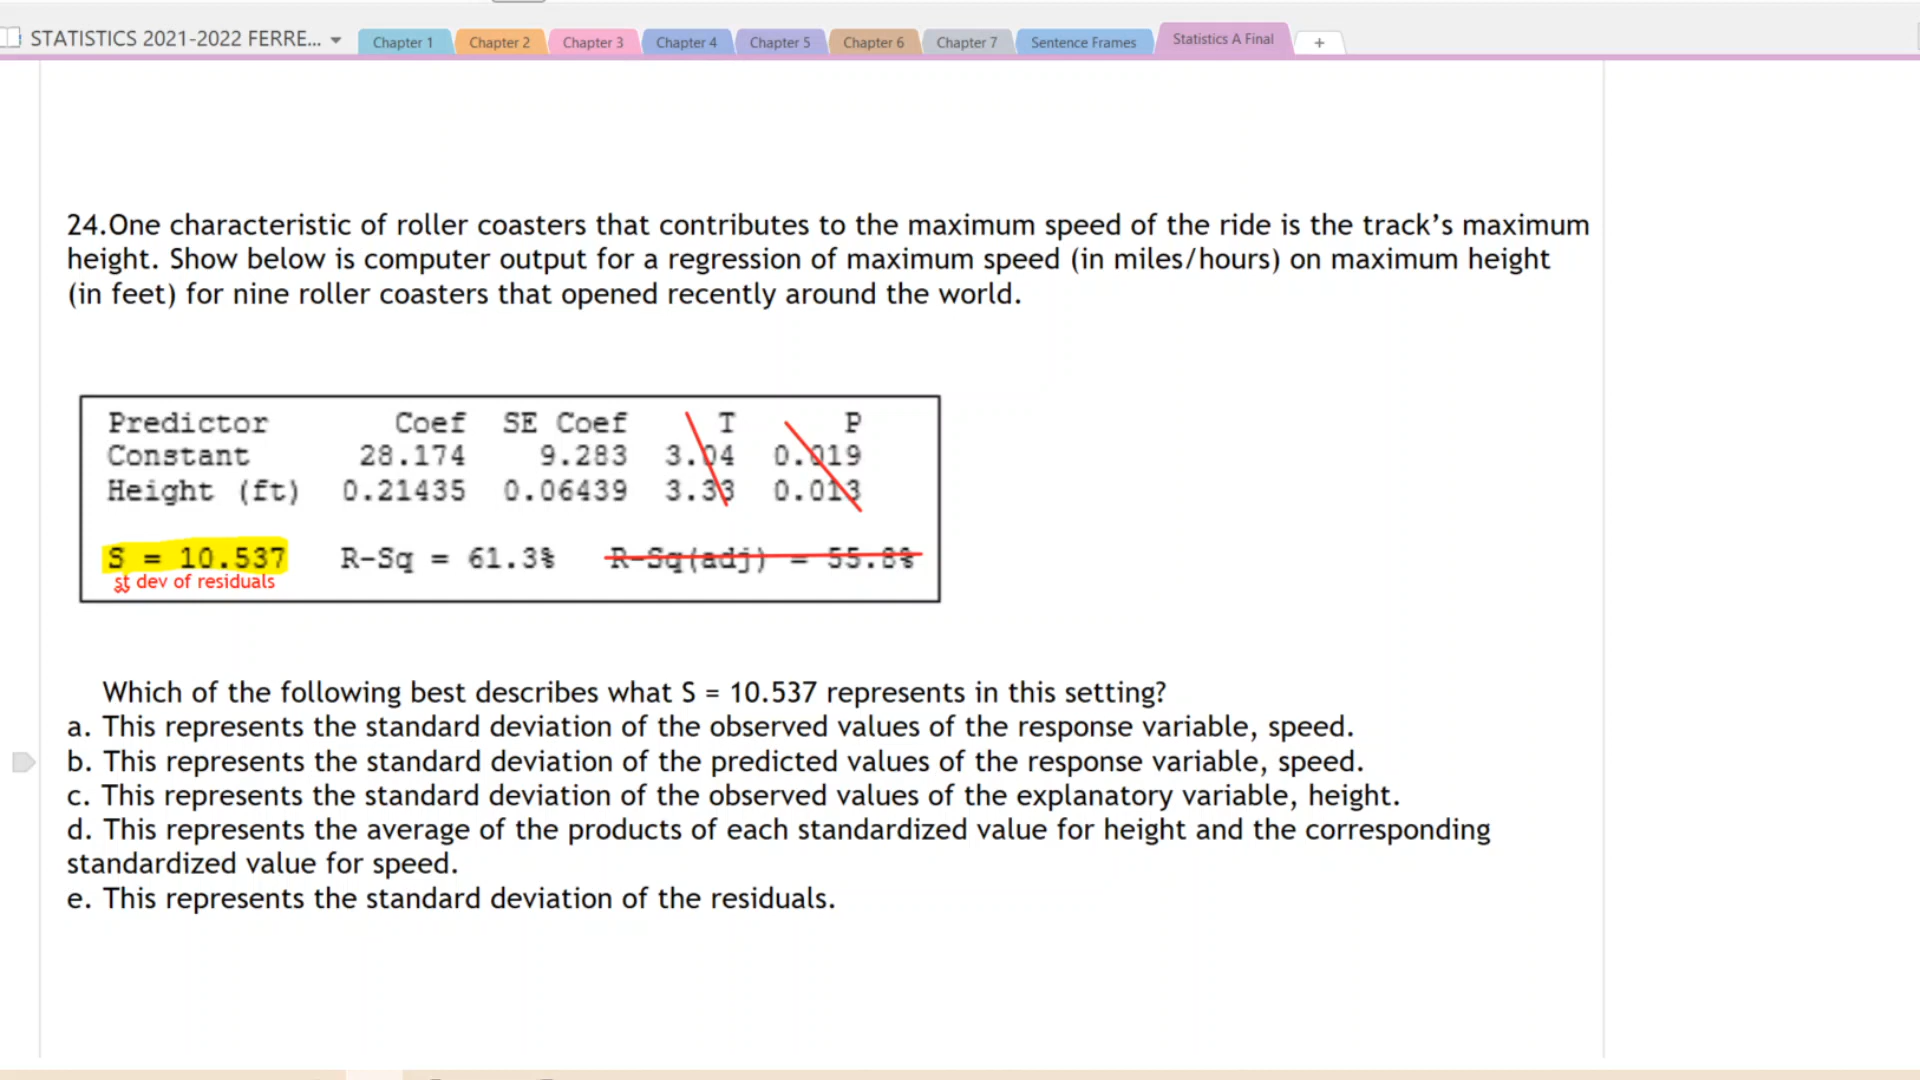 STATISTICS 2021-2022 FERRE...
Chapter 1
Chapter 2
Chapter 3
Chapter 4
Chapter 5
Chapter 6
Chapter 7
Sentence Frames
Statistics A Final
+
24.One characteristic of roller coasters that contributes to the maximum speed of the ride is the track’s maximum
height. Show below is computer output for a regression of maximum speed (in miles/hours) on maximum height
(in feet) for nine roller coasters that opened recently around the world.
Predictor Coef SE Coef T P
Constant 28.174 9.283 3.04 0.019
Height (ft) 0.21435 0.06439 3.33 0.013
S = 10.537 R-Sq = 61.3% R-Sq(adj) = 55.8%
st dev of residuals
Which of the following best describes what S = 10.537 represents in this setting?
a. This represents the standard deviation of the observed values of the response variable, speed.
b. This represents the standard deviation of the predicted values of the response variable, speed.
c. This represents the standard deviation of the observed values of the explanatory variable, height.
d. This represents the average of the products of each standardized value for height and the corresponding
standardized value for speed.
e. This represents the standard deviation of the residuals.